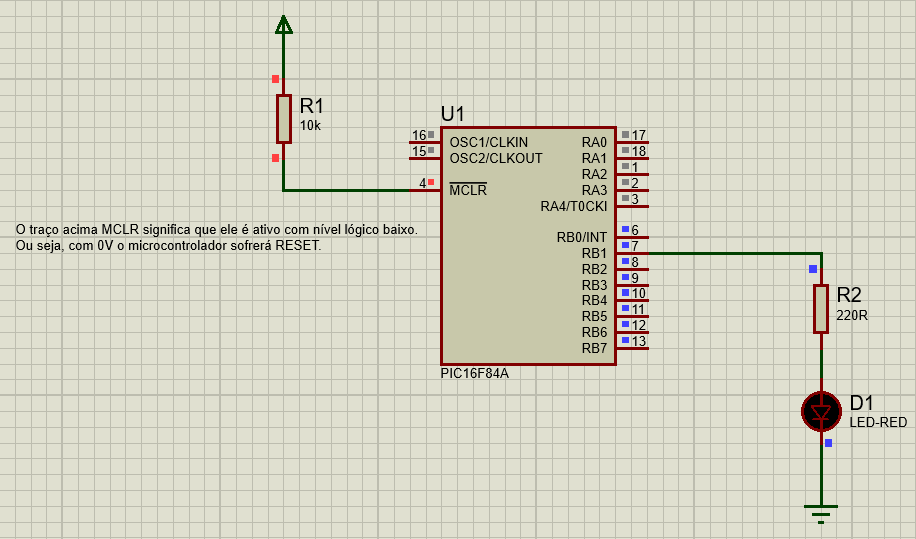 R1
10k
U1
16 OSC1/CLKIN RA0 17
15 OSC2/CLKOUT RA1 18
RA2 1
4 MCLR RA3 2
RA4/T0CKI 3
O traço acima MCLR significa que ele é ativo com nível lógico baixo.
Ou seja, com 0V o microcontrolador sofrerá RESET.
RB0/INT 6
RB1 7
RB2 8
RB3 9
RB4 10
RB5 11
RB6 12
RB7 13
PIC16F84A
R2
220R
D1
LED-RED